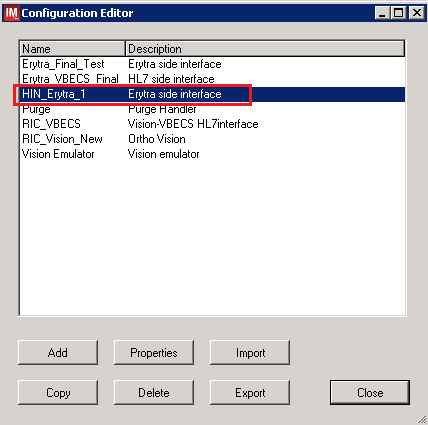 IM Configuration Editor
Name Description
Erytra_Final_Test Erytra side interface
Erytra_VBECS_Final HL7 side interface
HIN_Erytra_1 Erytra side interface
Purge Purge Handler
RIC_VBECS Vision-VBECS HL7interface
RIC_Vision_New Ortho Vision
Vision Emulator Vision emulator
Add Properties Import
Copy Delete Export Close